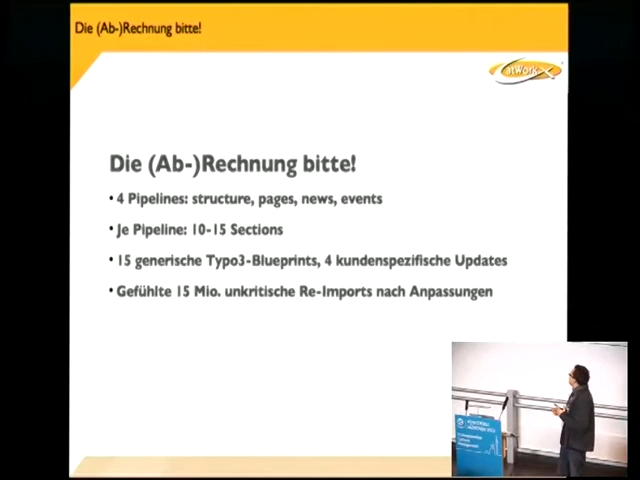 Die (Ab-)Rechnung bitte!
atworkx
Die (Ab-)Rechnung bitte!
• 4 Pipelines: structure, pages, news, events
• Je Pipeline: 10-15 Sections
• 15 generische Typo3-Blueprints, 4 kundenspezifische Updates
• Gefühlte 15 Mio. unkritische Re-Imports nach Anpassungen